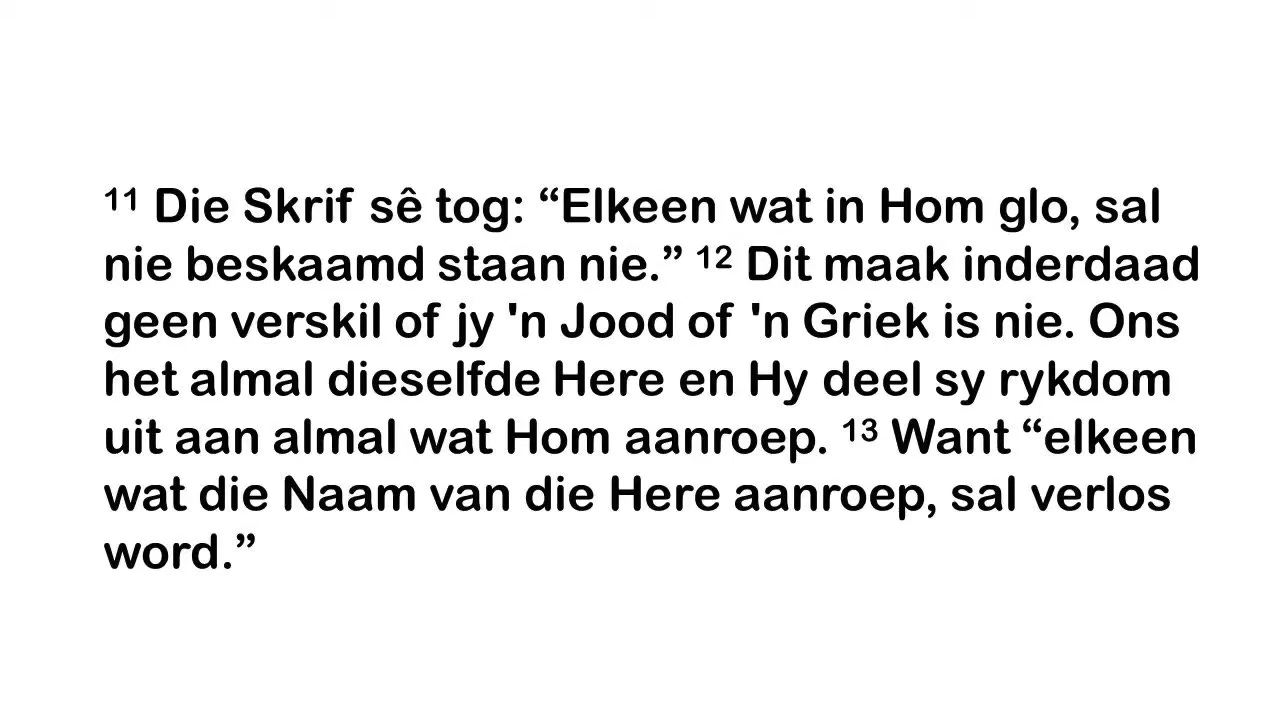 ¹¹ Die Skrif sê tog: “Elkeen wat in Hom glo, sal
nie beskaamd staan nie.” ¹² Dit maak inderdaad
geen verskil of jy 'n Jood of 'n Griek is nie. Ons
het almal dieselfde Here en Hy deel sy rykdom
uit aan almal wat Hom aanroep. ¹³ Want “elkeen
wat die Naam van die Here aanroep, sal verlos
word.”